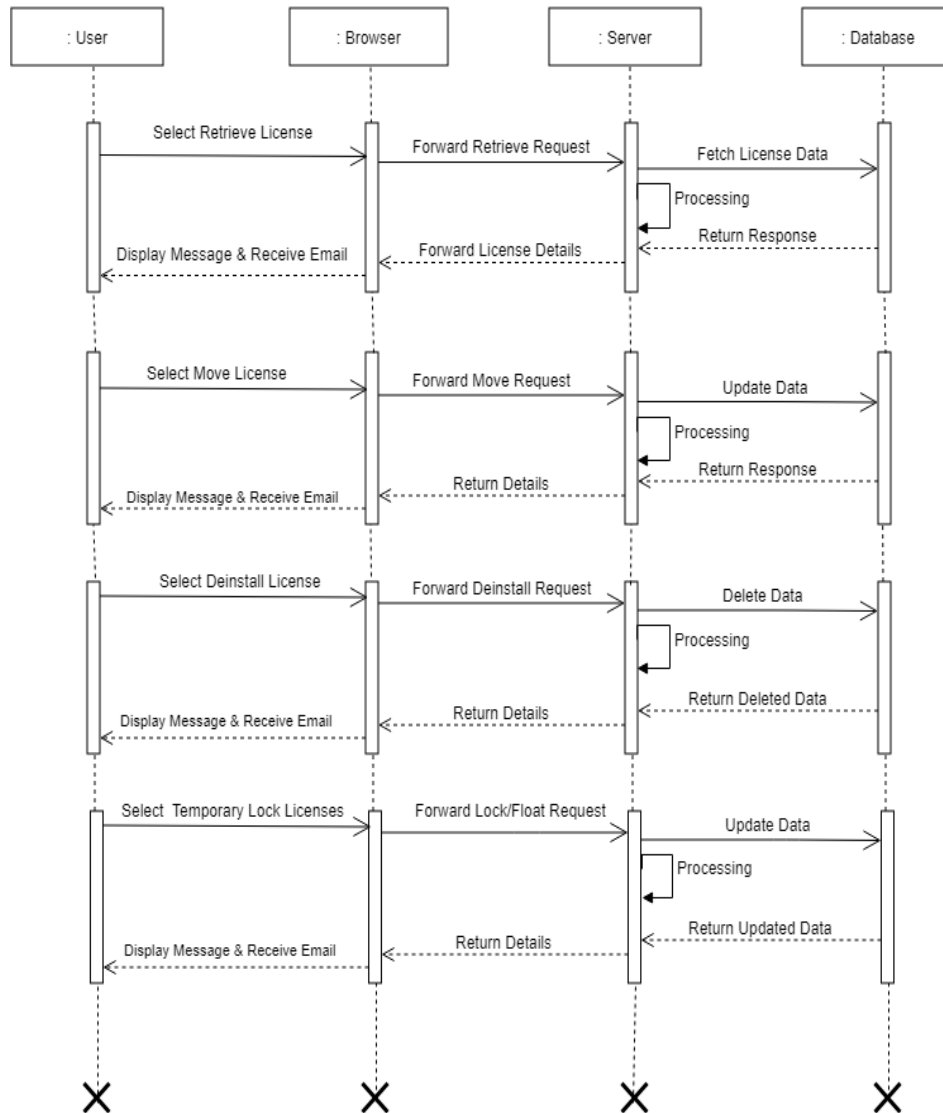 : User
: Browser
: Server
: Database
Select Retrieve License
Forward Retrieve Request
Fetch License Data
Processing
Return Response
Forward License Details
Display Message & Receive Email
Select Move License
Forward Move Request
Update Data
Processing
Return Response
Return Details
Display Message & Receive Email
Select Deinstall License
Forward Deinstall Request
Delete Data
Processing
Return Deleted Data
Return Details
Display Message & Receive Email
Select  Temporary Lock Licenses
Forward Lock/Float Request
Update Data
Processing
Return Updated Data
Return Details
Display Message & Receive Email